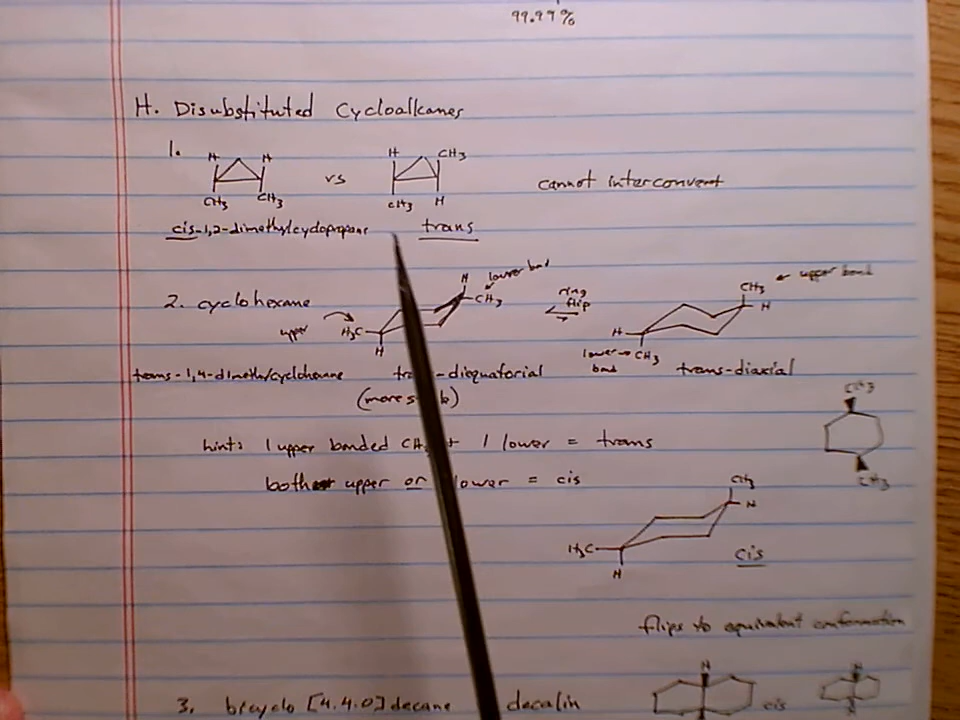 99.99%
H. Disubstituted Cycloalkanes
1.
H H H CH3
vs cannot interconvert
CH3 CH3 CH3 H
cis-1,2-dimethylcyclopropane trans
2. cyclohexane H lower bond ring flip CH3 upper bond
upper H3C CH3 H H
H lower bond CH3
trans-1,4-dimethylcyclohexane diequatorial trans-diaxial
(more
CH3
hint: 1 upper bonded + 1 lower = trans
both upper or lower = cis
CH3
CH3
H
H3C
cis
H
flips to equivalent conformation
H H
3. bicyclo [4.4.0] decane decalin cis
H